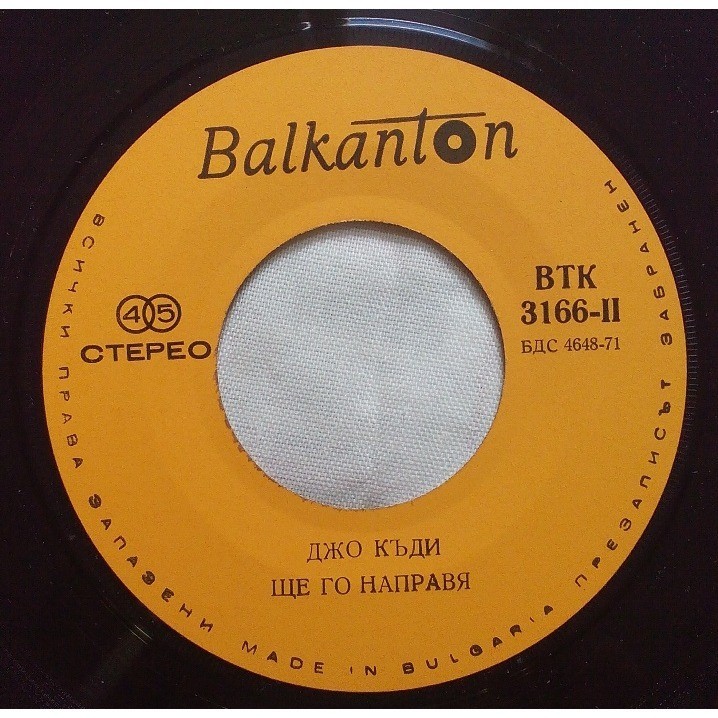 Balkanton
ВТК
3166-II
БДС 4648-71
45
СТЕРЕО
ДЖО КЪДИ
ЩЕ ГО НАПРАВЯ
ВСИЧКИ ПРАВА ЗАПАЗЕНИ MADE IN BULGARIA ПРЕЗАПИСЪТ ЗАБРАНЕН